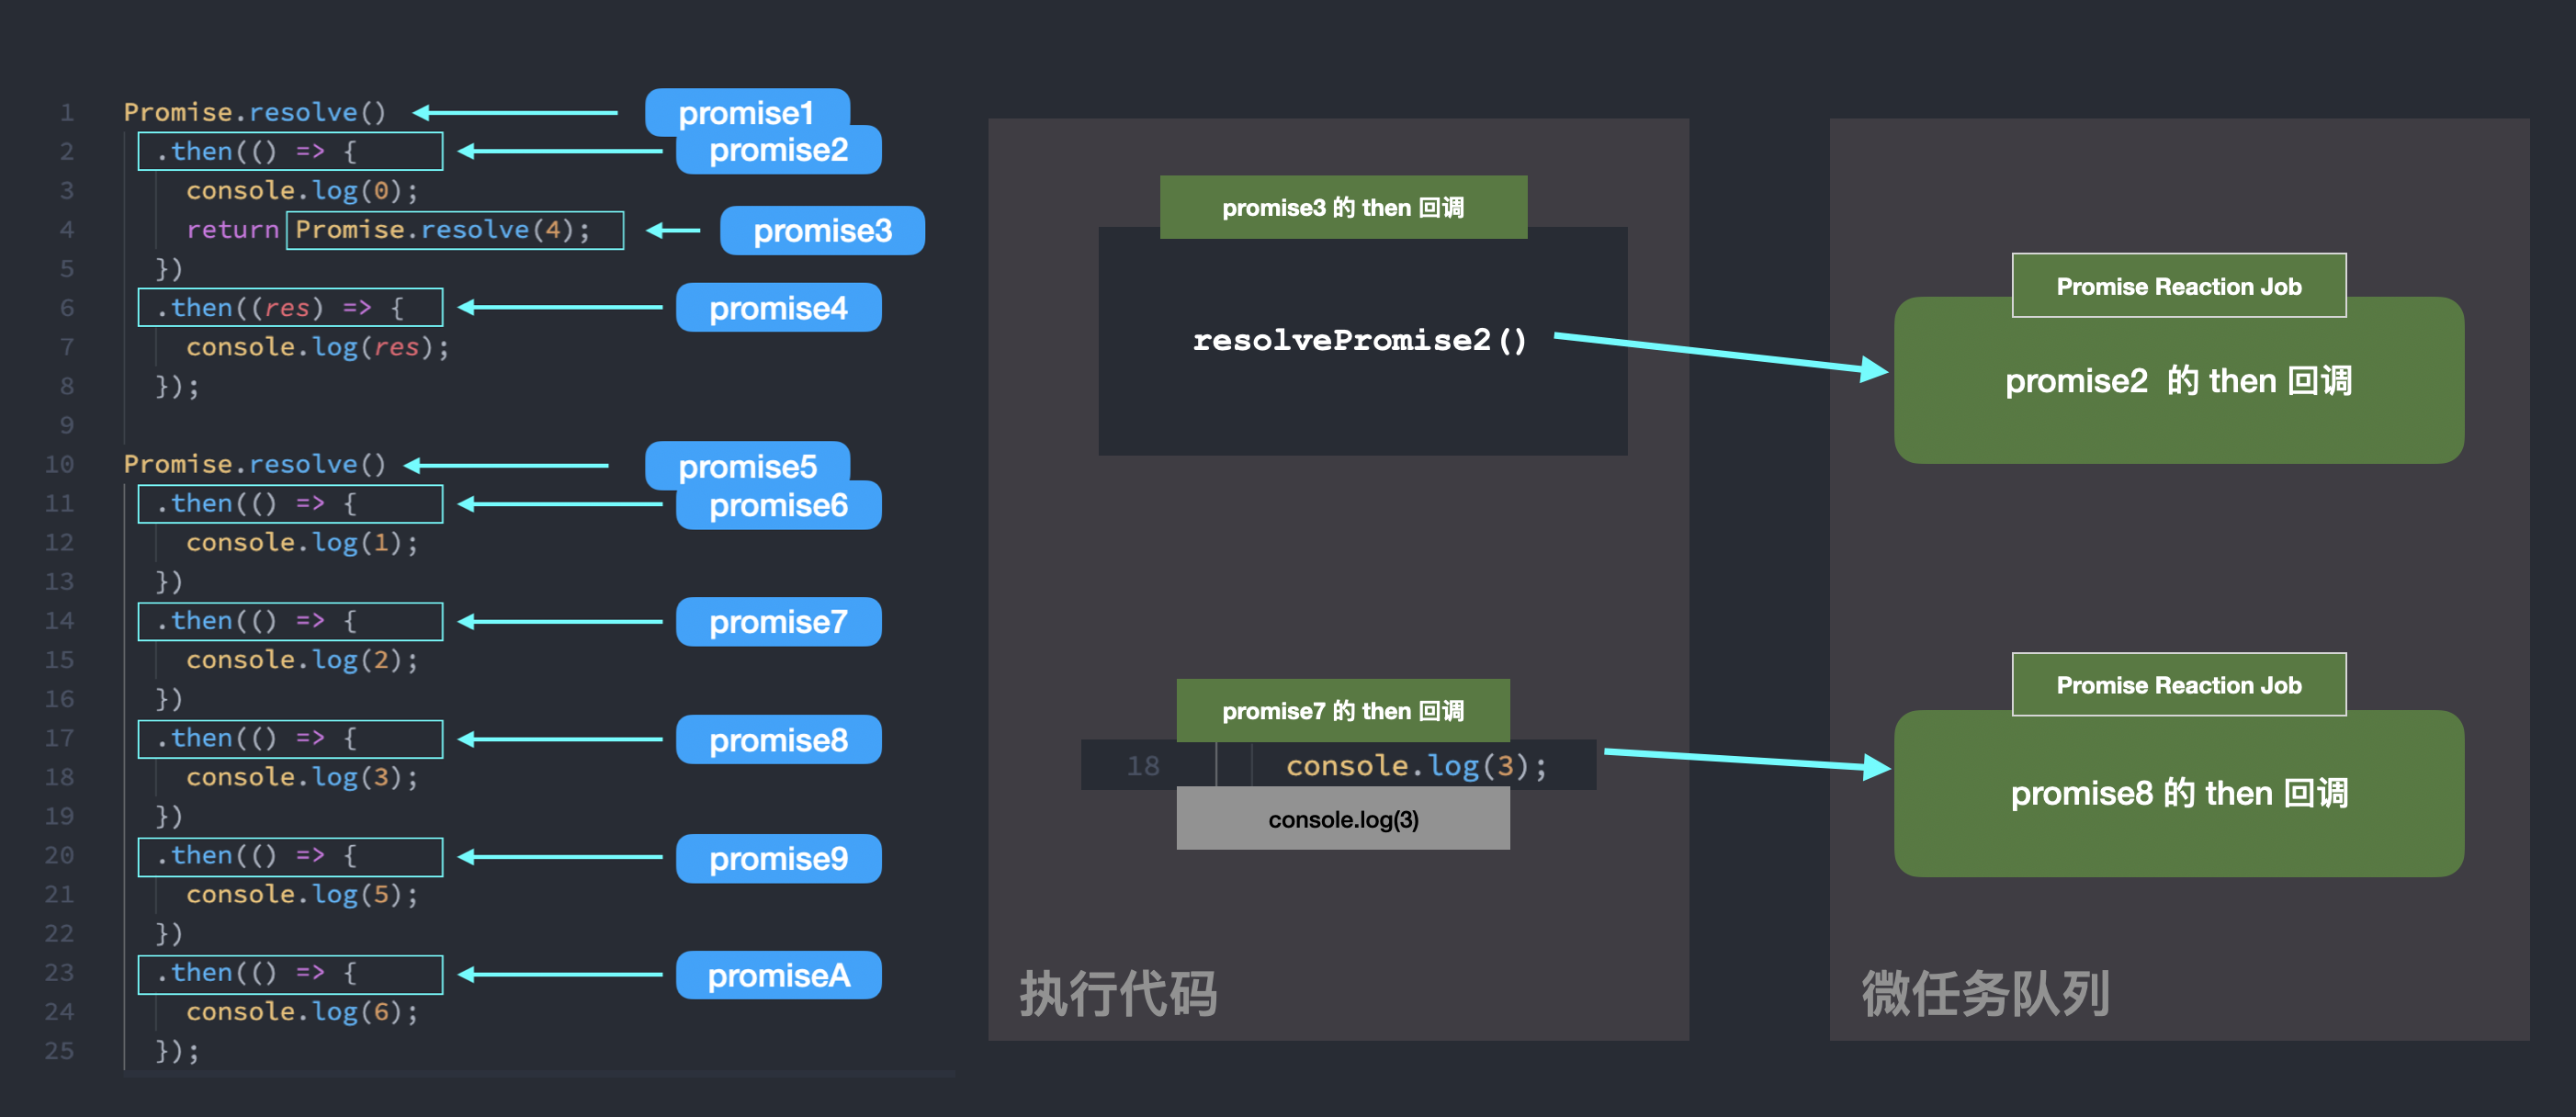 1 Promise.resolve()
2 .then(() => {
3 console.log(0);
4 return Promise.resolve(4);
5 })
6 .then((res) => {
7 console.log(res);
8 });
9
10 Promise.resolve()
11 .then(() => {
12 console.log(1);
13 })
14 .then(() => {
15 console.log(2);
16 })
17 .then(() => {
18 console.log(3);
19 })
20 .then(() => {
21 console.log(5);
22 })
23 .then(() => {
24 console.log(6);
25 });
promise1
promise2
promise3
promise4
promise5
promise6
promise7
promise8
promise9
promiseA
promise3 的 then 回调
resolvePromise2()
promise7 的 then 回调
18 console.log(3);
console.log(3)
执行代码
Promise Reaction Job
promise2 的 then 回调
Promise Reaction Job
promise8 的 then 回调
微任务队列